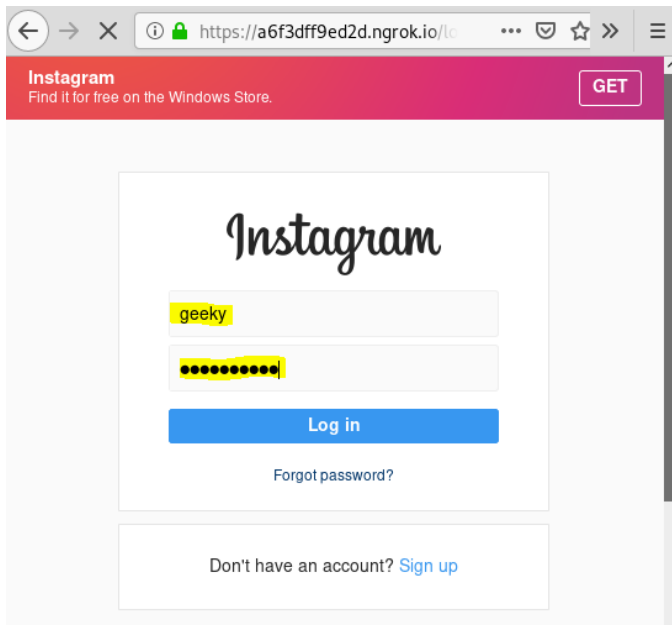 https://a6f3dff9ed2d.ngrok.io/lo
Instagram
Find it for free on the Windows Store.
GET
Instagram
geeky
••••••••••
Log in
Forgot password?
Don't have an account? Sign up